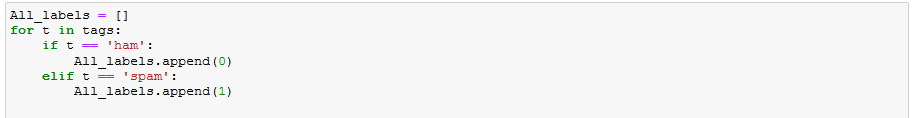 All_labels = []
for t in tags:
    if t == 'ham':
        All_labels.append(0)
    elif t == 'spam':
        All_labels.append(1)